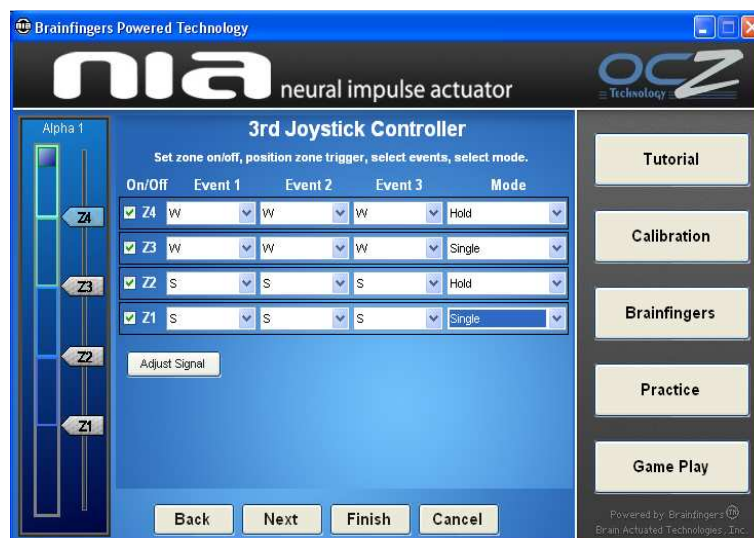 Brainfingers Powered Technology
nia neural impulse actuator
OCZ
Technology
Alpha 1
3rd Joystick Controller
Set zone on/off, position zone trigger, select events, select mode.
On/Off Event 1 Event 2 Event 3 Mode
Z4 W W W Hold
Z3 W W W Single
Z2 S S S Hold
Z1 S S S Single
Z4
Z3
Z2
Z1
Adjust Signal
Back Next Finish Cancel
Tutorial
Calibration
Brainfingers
Practice
Game Play
Powered by Brainfingers
Brain Actuated Technologies, Inc.